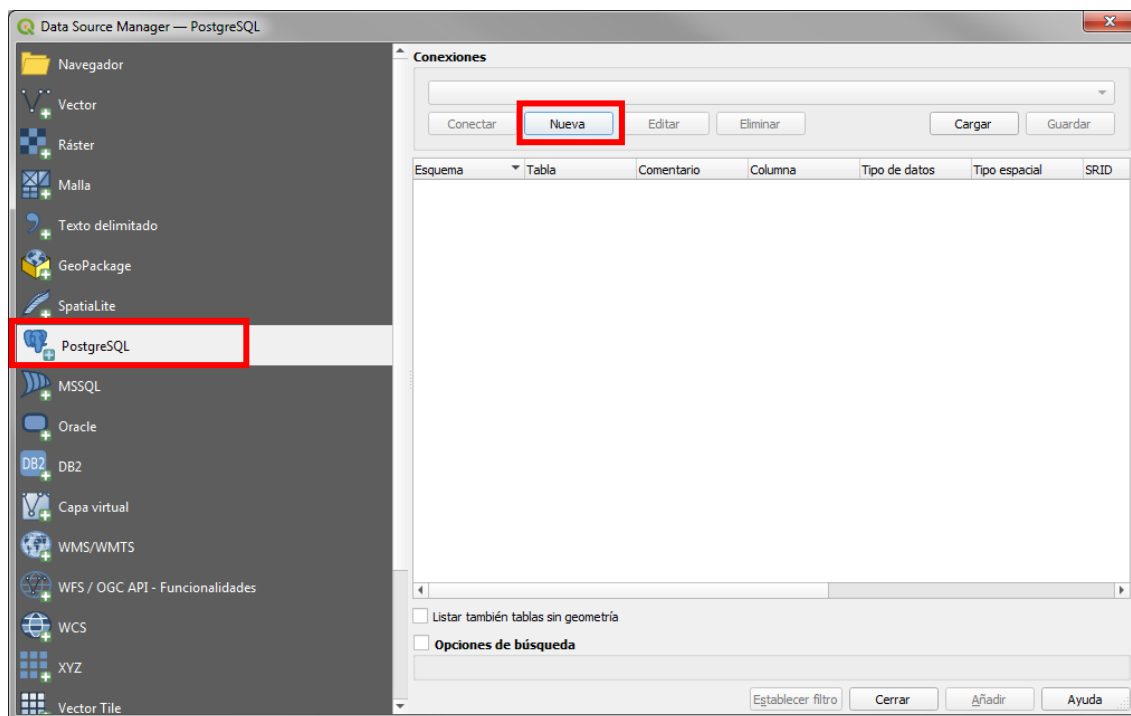 Data Source Manager — PostgreSQL
Navegador
Vector
Ráster
Malla
Texto delimitado
GeoPackage
SpatiaLite
PostgreSQL
MSSQL
Oracle
DB2
DB2
Capa virtual
WMS/WMTS
WFS / OGC API - Funcionalidades
WCS
XYZ
Vector Tile
Conexiones
Conectar Nueva Editar Eliminar Cargar Guardar
Esquema Tabla Comentario Columna Tipo de datos Tipo espacial SRID
Listar también tablas sin geometría
Opciones de búsqueda
Establecer filtro Cerrar Añadir Ayuda